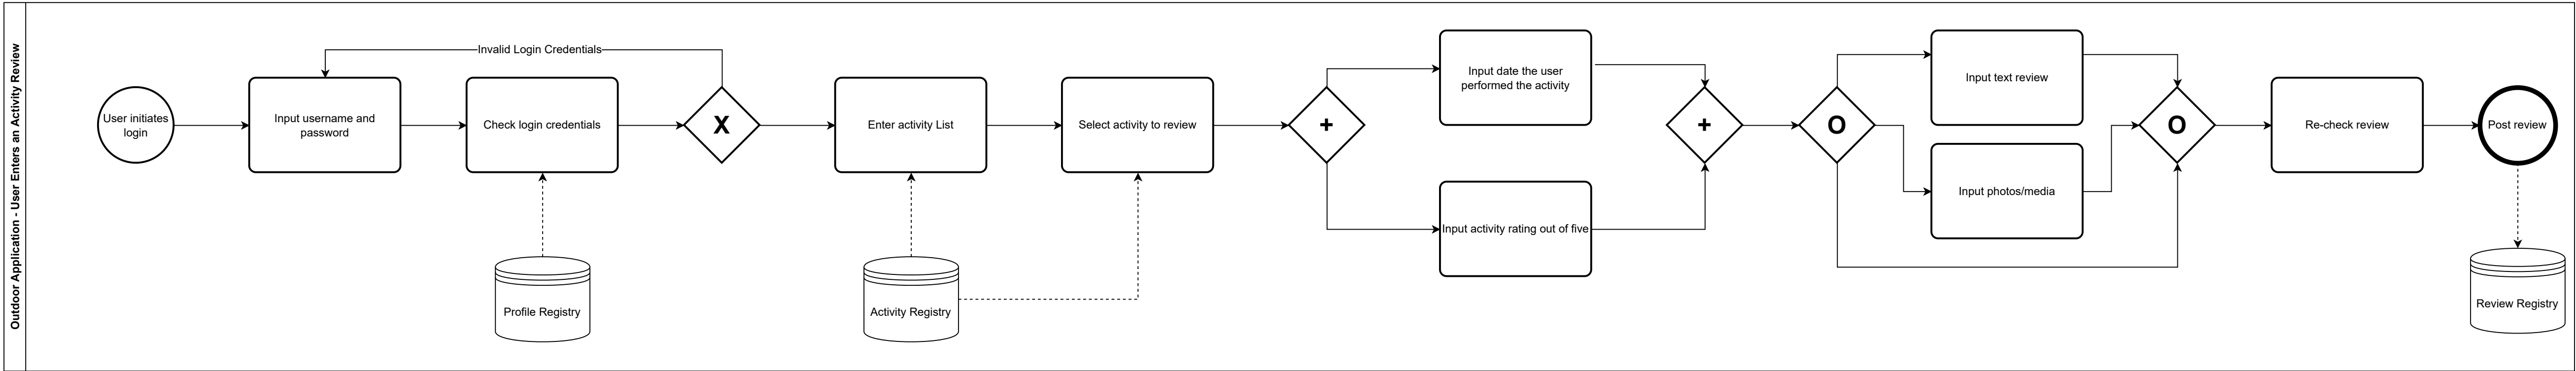 Outdoor Application - User Enters an Activity Review
User initiates
login
Input username and
password
Invalid Login Credentials
Check login credentials
X
Enter activity List
Select activity to review
+
Input date the user
performed the activity
Input activity rating out of five
+
O
Input text review
Input photos/media
O
Re-check review
Post review
Profile Registry
Activity Registry
Review Registry